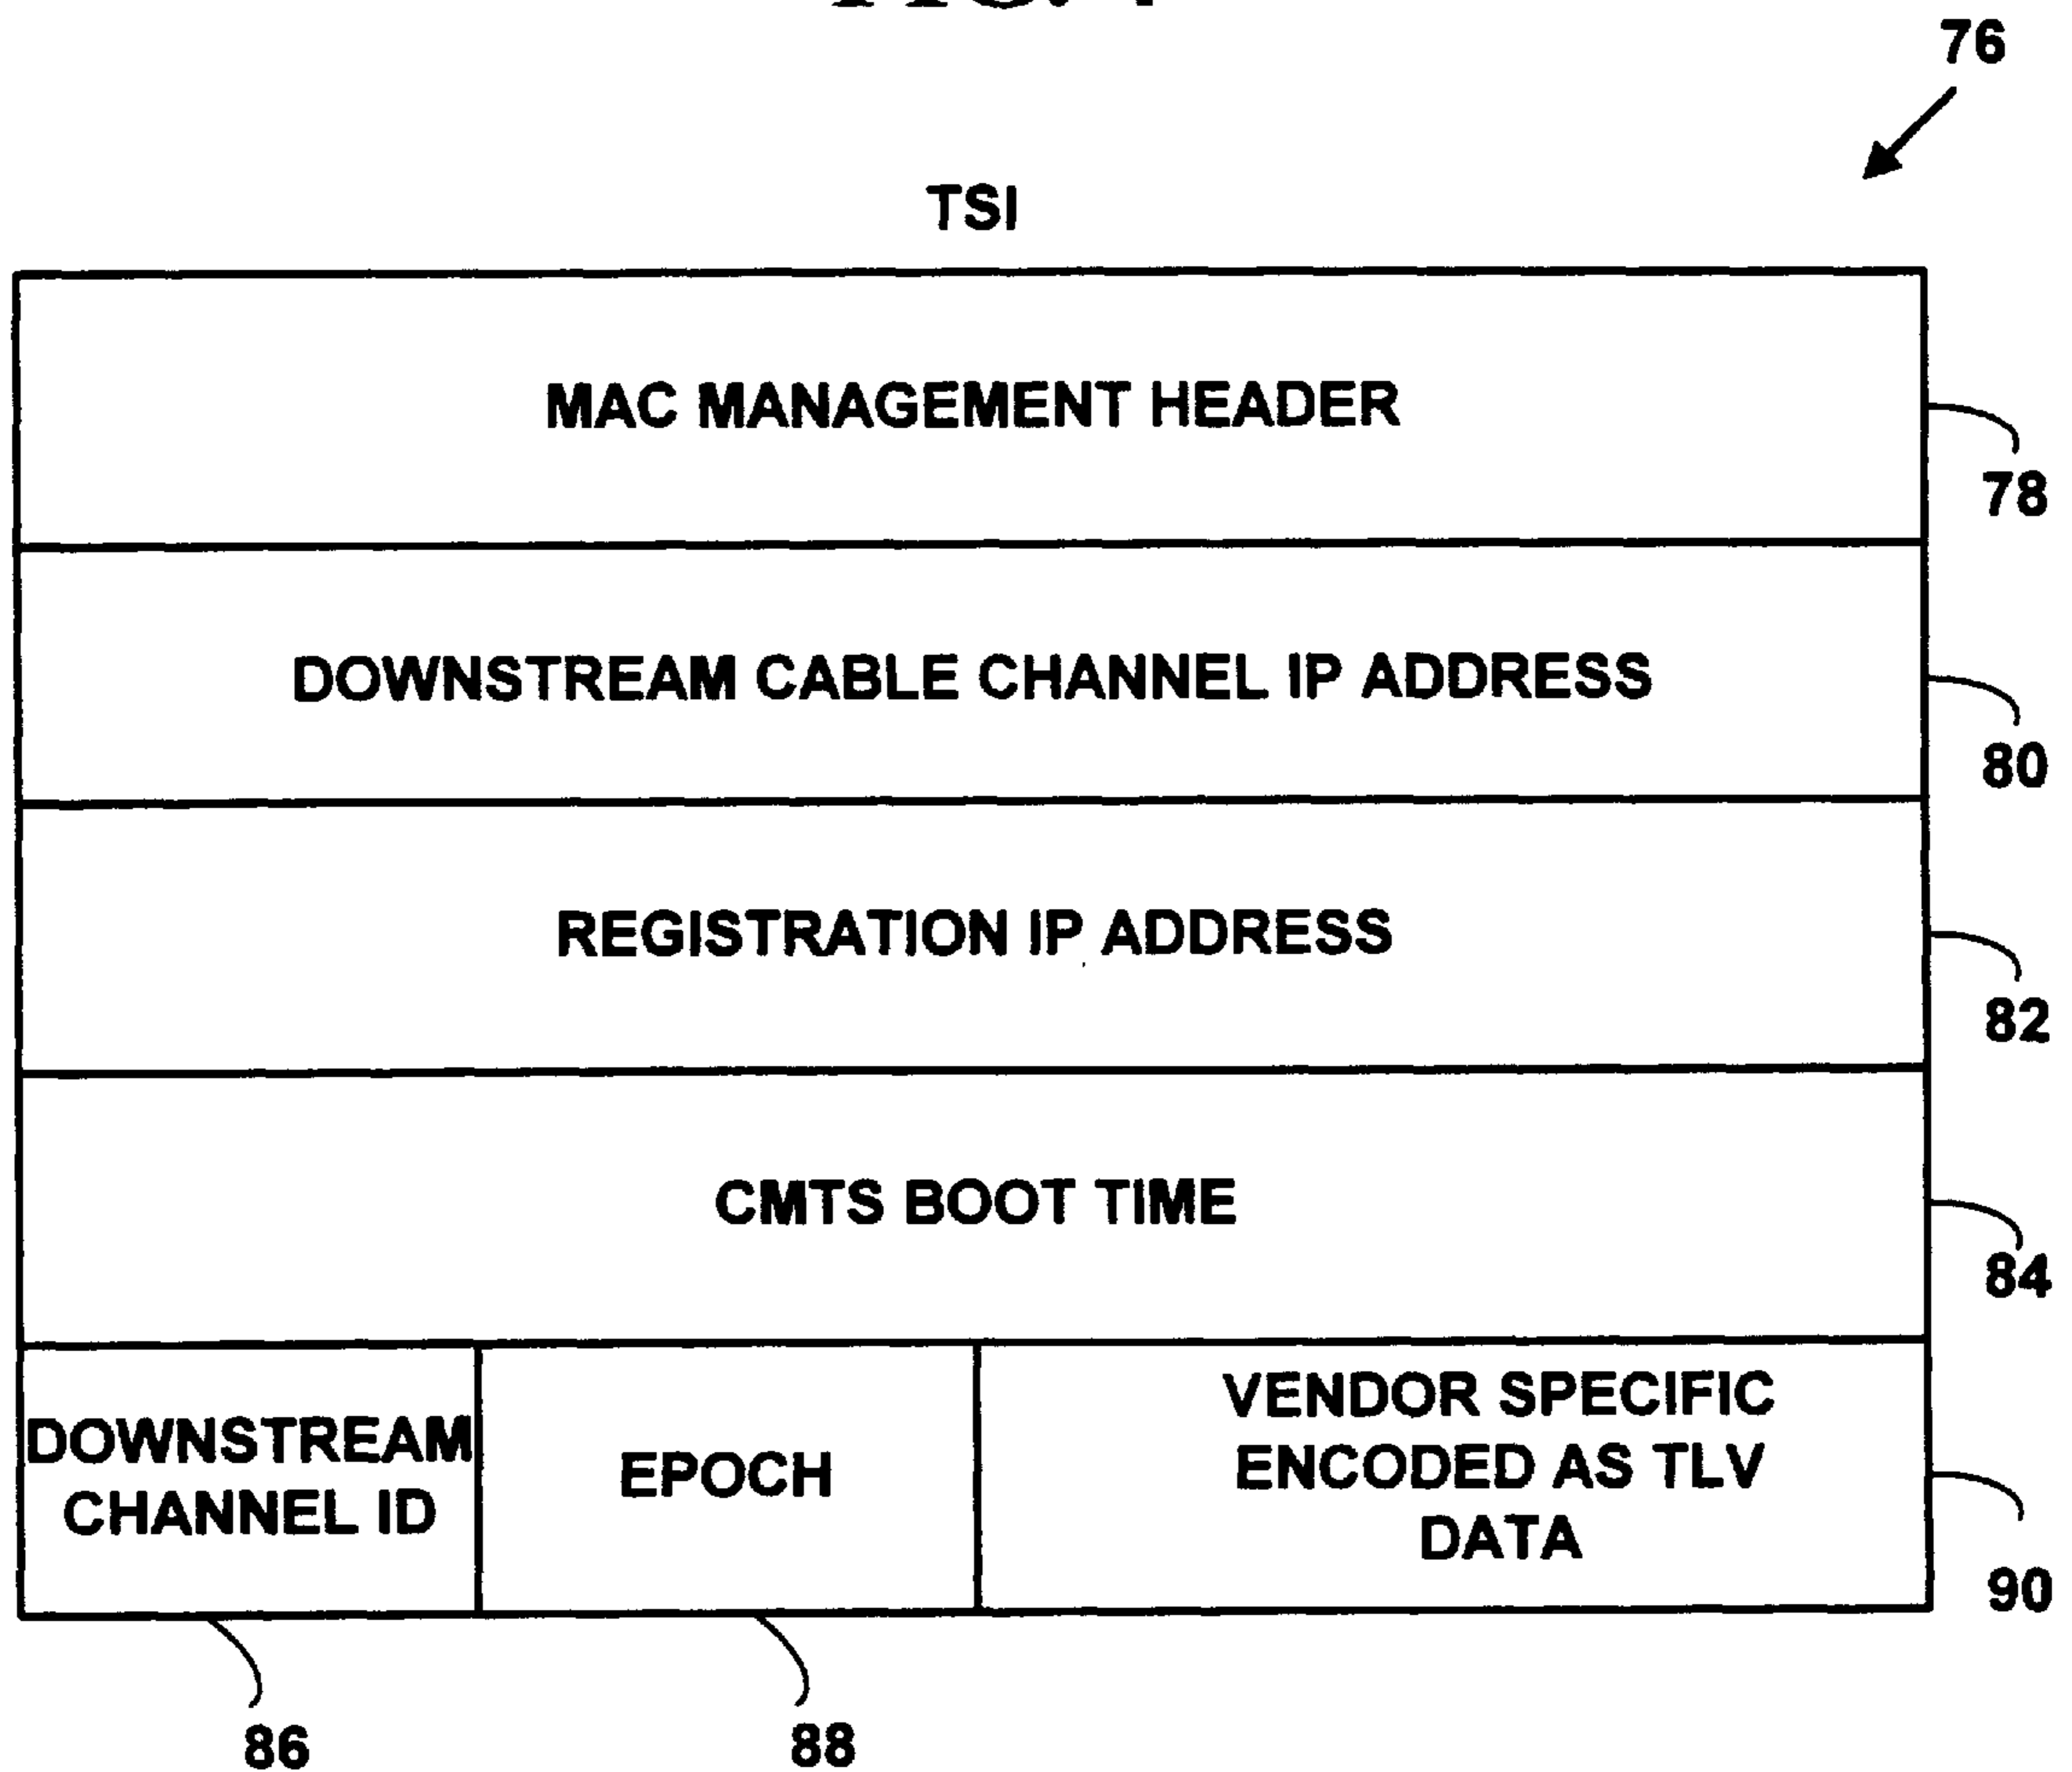 76
TSI
MAC MANAGEMENT HEADER
78
DOWNSTREAM CABLE CHANNEL IP ADDRESS
80
REGISTRATION IP ADDRESS
82
CMTS BOOT TIME
84
DOWNSTREAM
CHANNEL ID
EPOCH
VENDOR SPECIFIC
ENCODED AS TLV
DATA
90
86
88